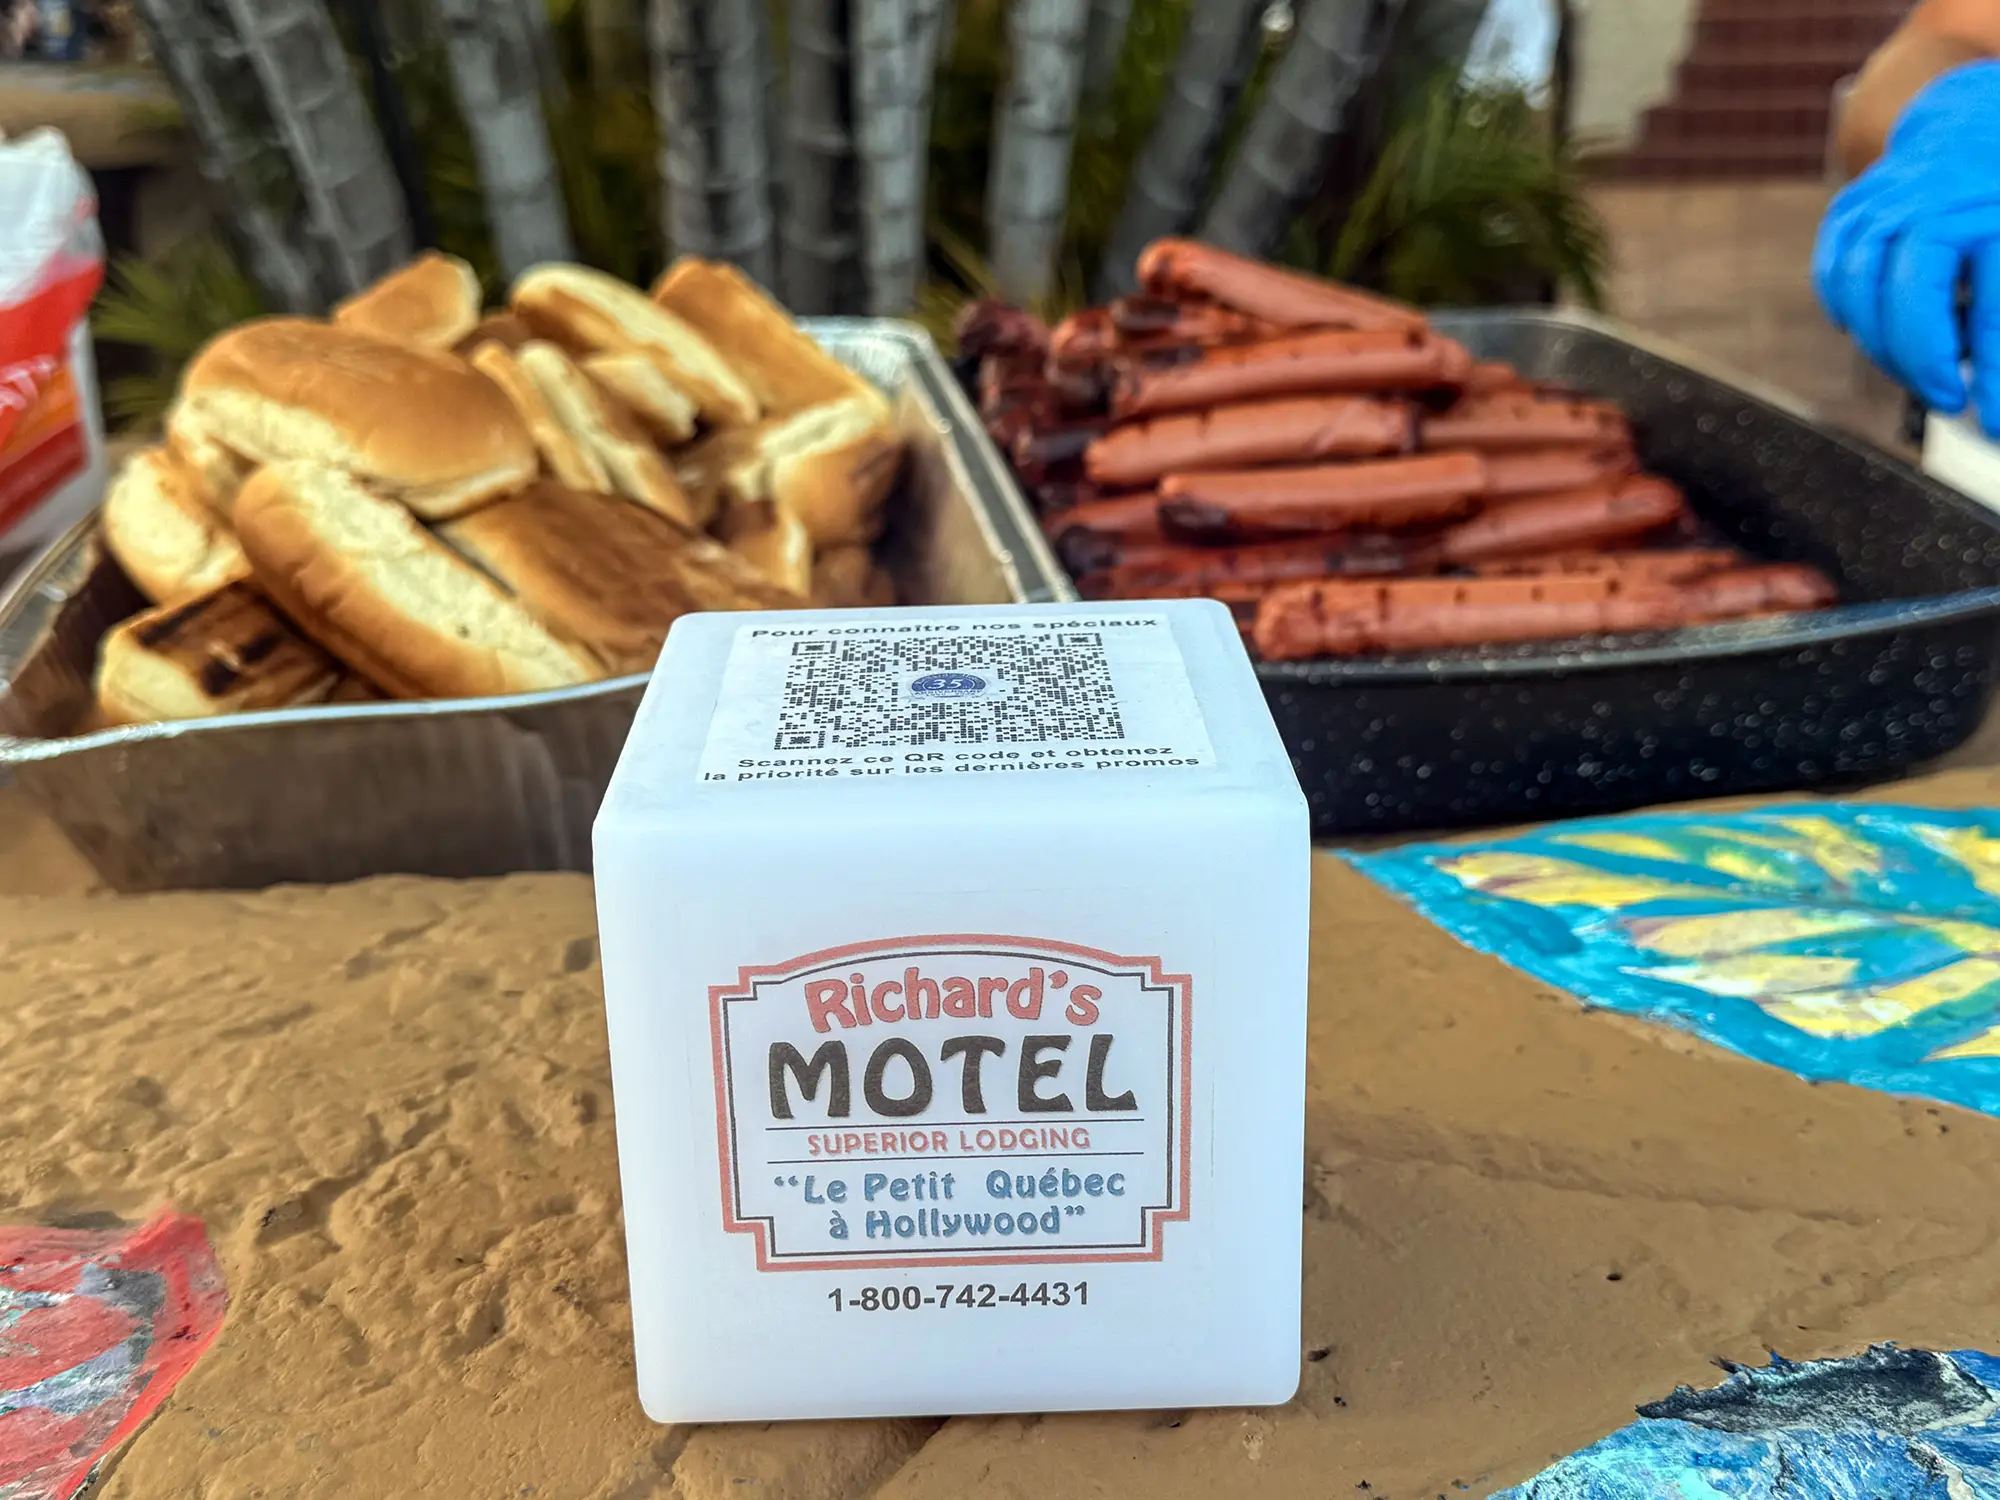 Pour connaître nos spéciaux
35
Scannez ce QR code et obtenez
la priorité sur les dernières promos
Richard's
MOTEL
SUPERIOR LODGING
“Le Petit Québec
à Hollywood”
1-800-742-4431